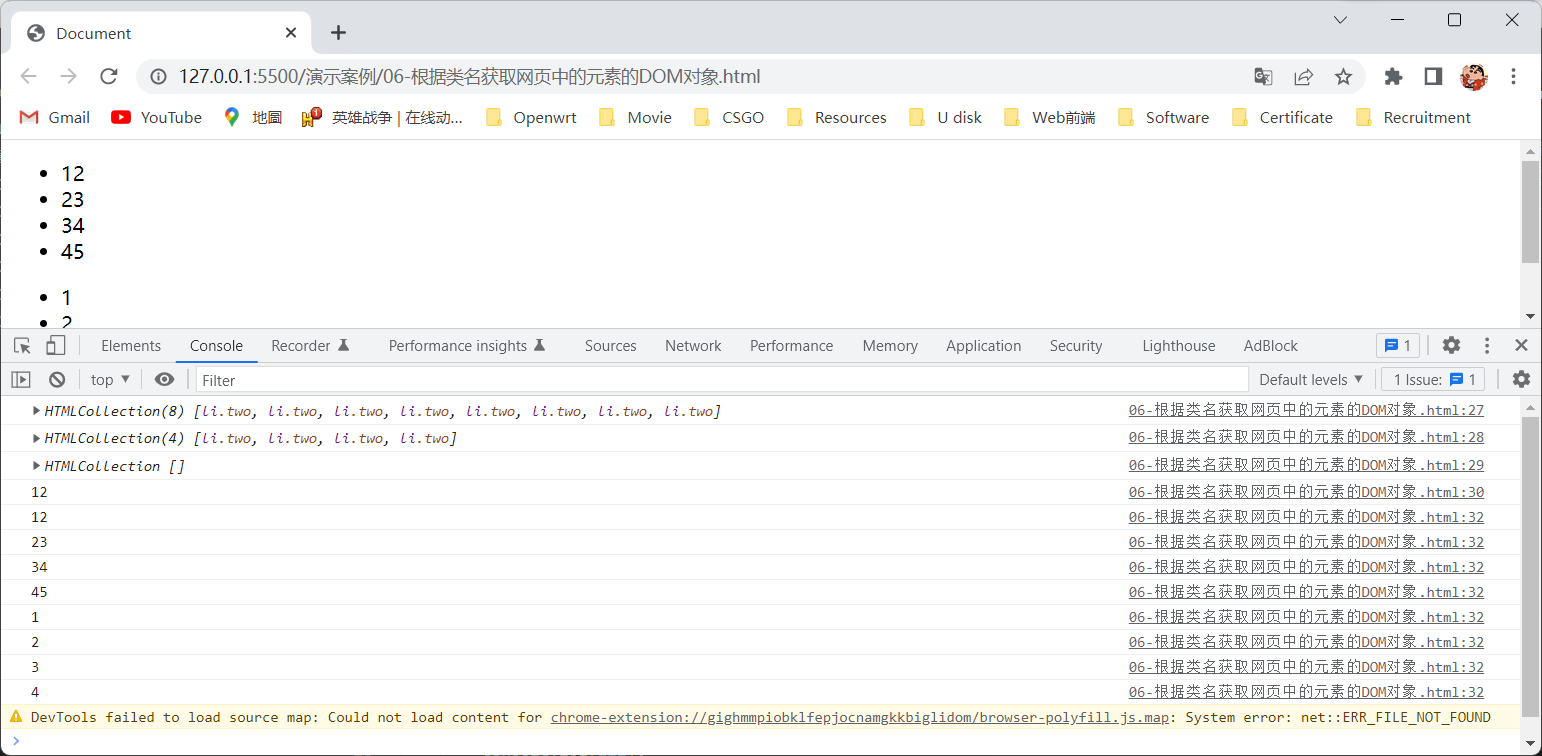 Document
127.0.0.1:5500/演示案例/06-根据类名获取网页中的元素的DOM对象.html
Gmail YouTube 地圖 英雄战争 | 在线动... Openwrt Movie CSGO Resources U disk Web前端 Software Certificate Recruitment
12
23
34
45
1
2
Elements Console Recorder Performance insights Sources Network Performance Memory Application Security Lighthouse AdBlock 1
top Filter Default levels 1 Issue: 1
HTMLCollection(8) [li.two, li.two, li.two, li.two, li.two, li.two, li.two, li.two] 06-根据类名获取网页中的元素的DOM对象.html:27
HTMLCollection(4) [li.two, li.two, li.two, li.two] 06-根据类名获取网页中的元素的DOM对象.html:28
HTMLCollection [] 06-根据类名获取网页中的元素的DOM对象.html:29
12 06-根据类名获取网页中的元素的DOM对象.html:30
12 06-根据类名获取网页中的元素的DOM对象.html:32
23 06-根据类名获取网页中的元素的DOM对象.html:32
34 06-根据类名获取网页中的元素的DOM对象.html:32
45 06-根据类名获取网页中的元素的DOM对象.html:32
1 06-根据类名获取网页中的元素的DOM对象.html:32
2 06-根据类名获取网页中的元素的DOM对象.html:32
3 06-根据类名获取网页中的元素的DOM对象.html:32
4 06-根据类名获取网页中的元素的DOM对象.html:32
DevTools failed to load source map: Could not load content for chrome-extension://gighmmpiobklfepjocnamgkkbiglidom/browser-polyfill.js.map: System error: net::ERR_FILE_NOT_FOUND